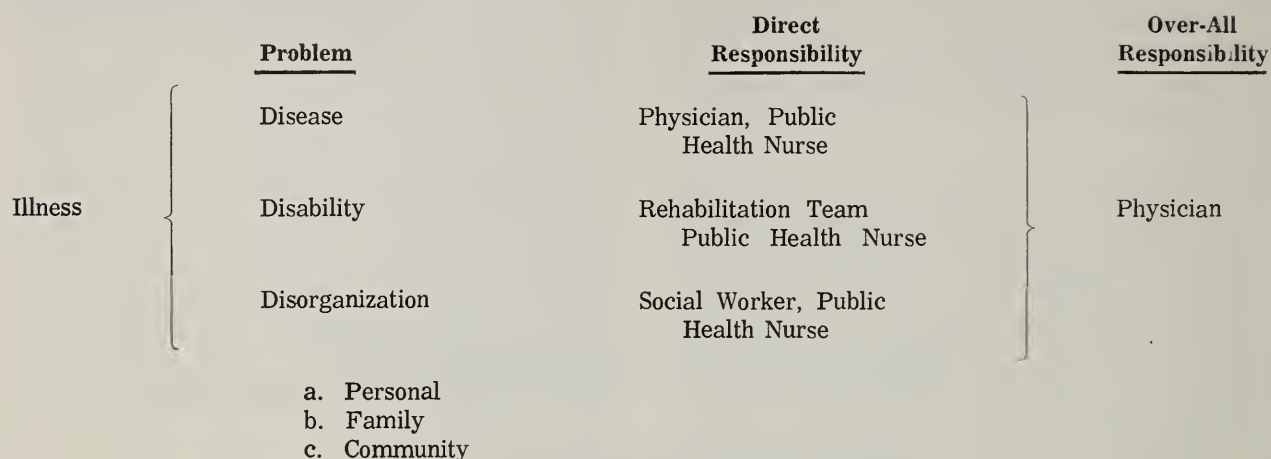 Problem
Direct
Responsibility
Over-All
Responsibility
Illness
Disease
Physician, Public
Health Nurse
Disability
Rehabilitation Team
Public Health Nurse
Physician
Disorganization
Social Worker, Public
Health Nurse
a. Personal
b. Family
c. Community